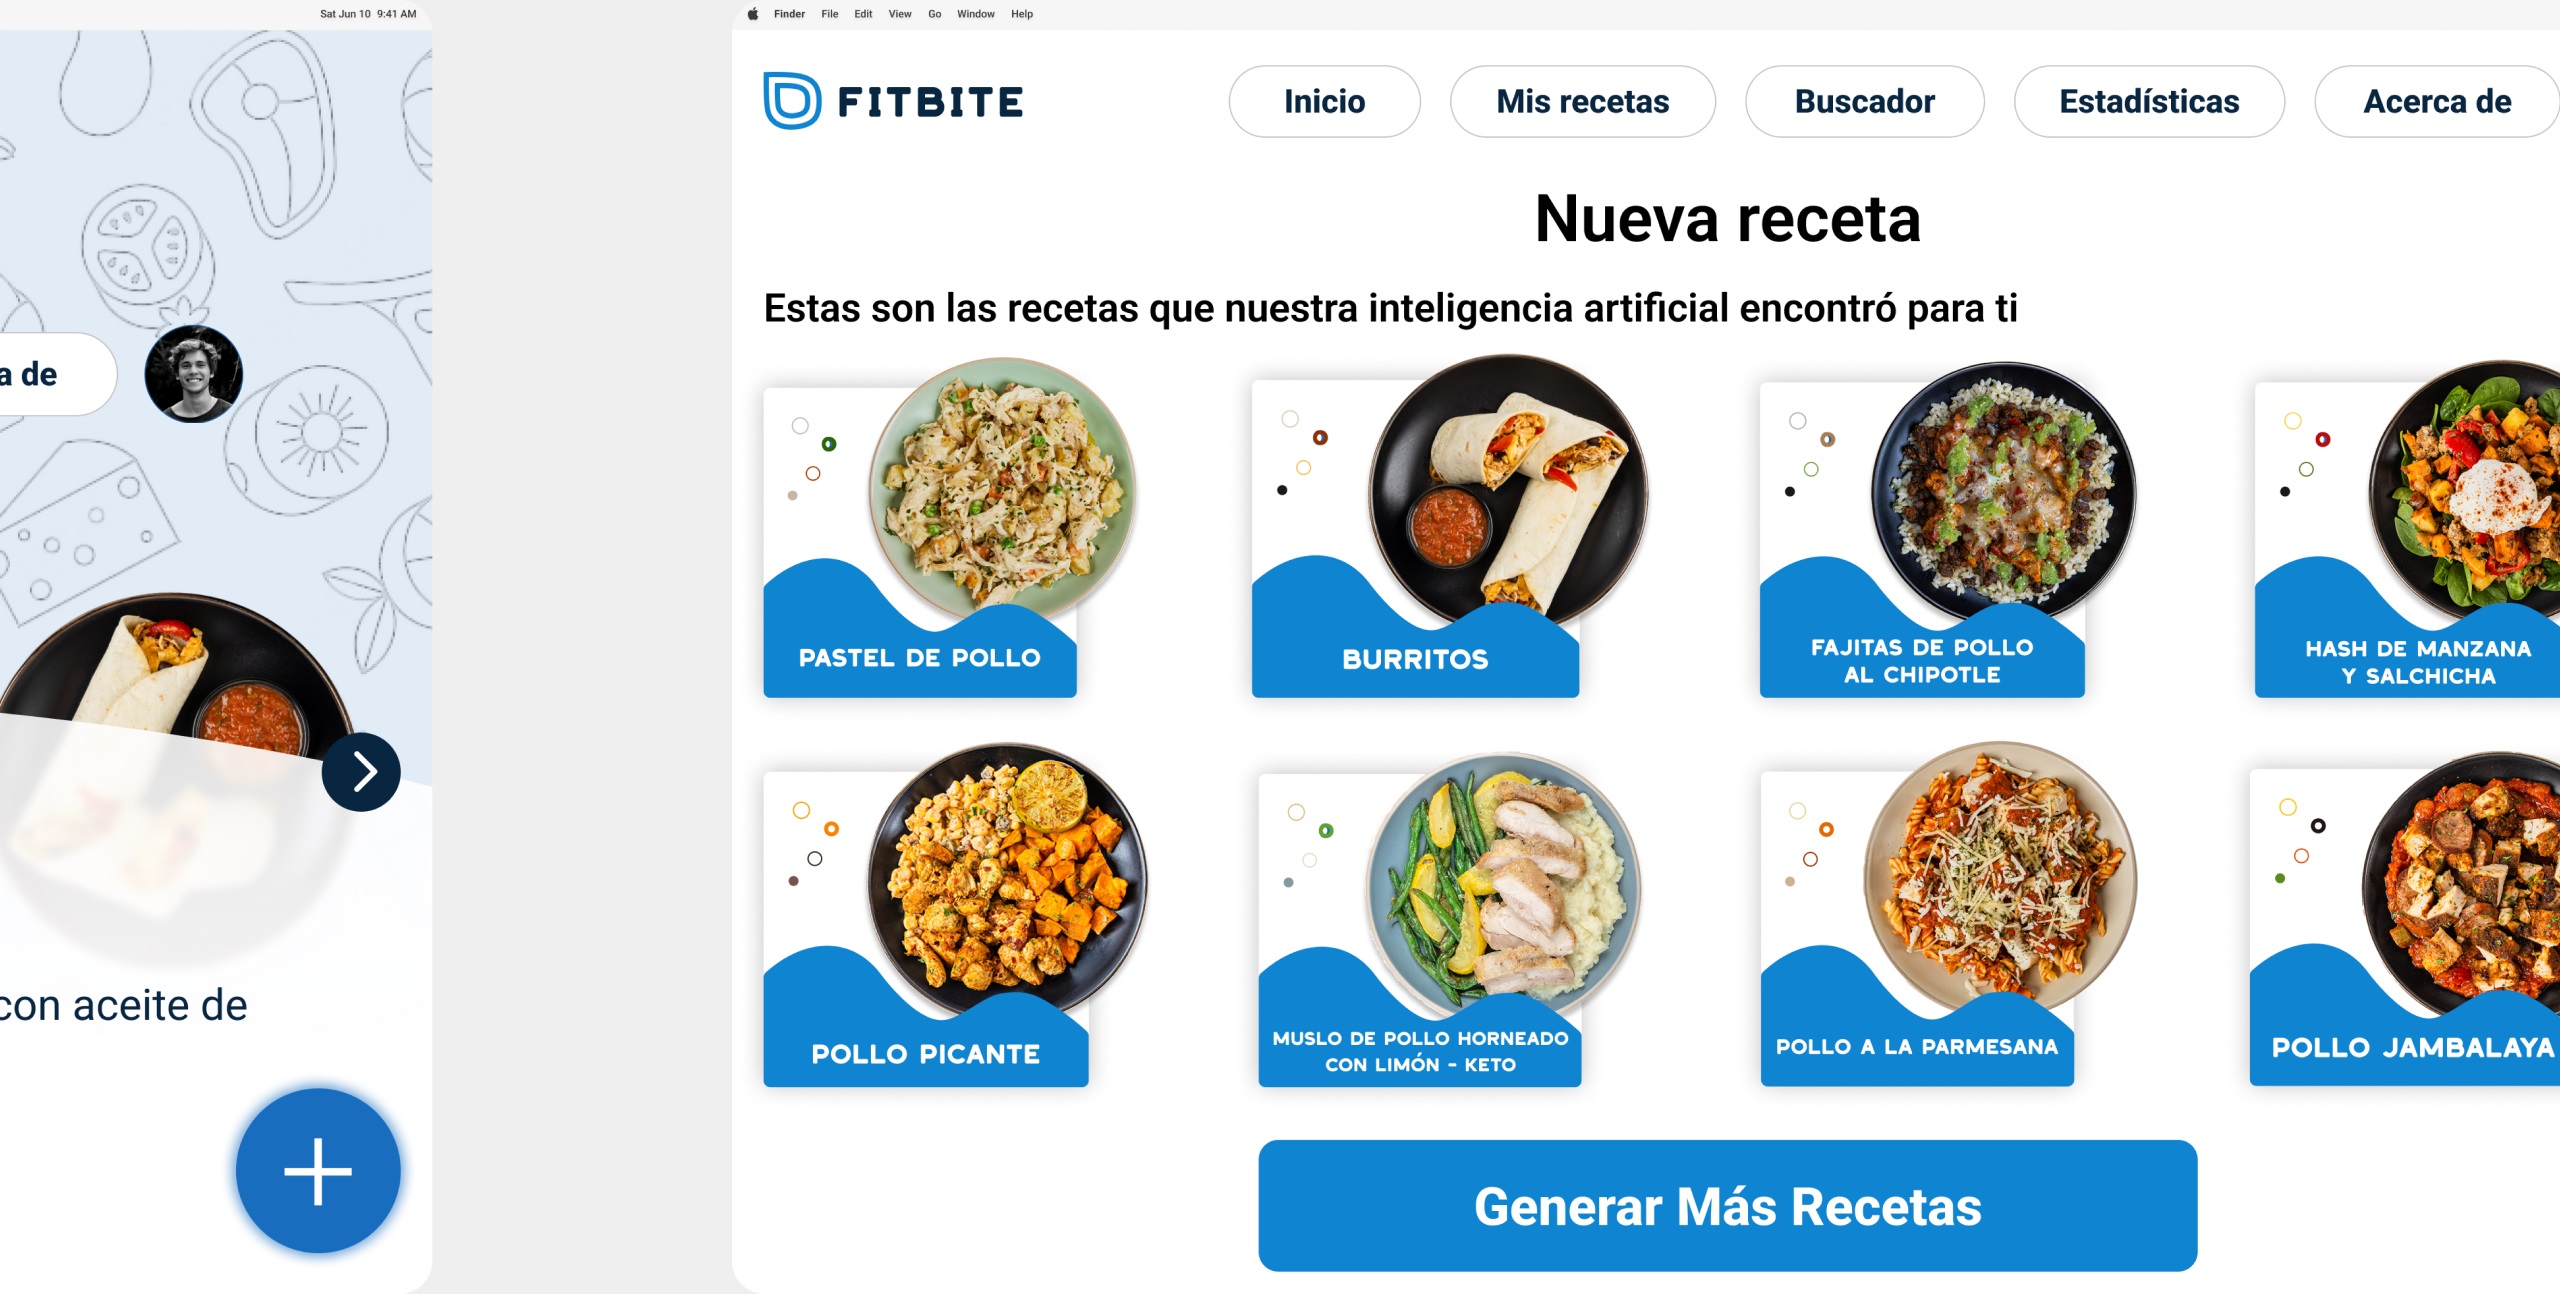 Sat Jun 10 9:41 AM
a de
con aceite de
Finder File Edit View Go Window Help
FITBITE
Inicio
Mis recetas
Buscador
Estadísticas
Acerca de
Nueva receta
Estas son las recetas que nuestra inteligencia artificial encontró para ti
PASTEL DE POLLO
BURRITOS
FAJITAS DE POLLO
AL CHIPOTLE
HASH DE MANZANA
Y SALCHICHA
POLLO PICANTE
MUSLO DE POLLO HORNEADO
CON LIMÓN - KETO
POLLO A LA PARMESANA
POLLO JAMBALAYA
Generar Más Recetas